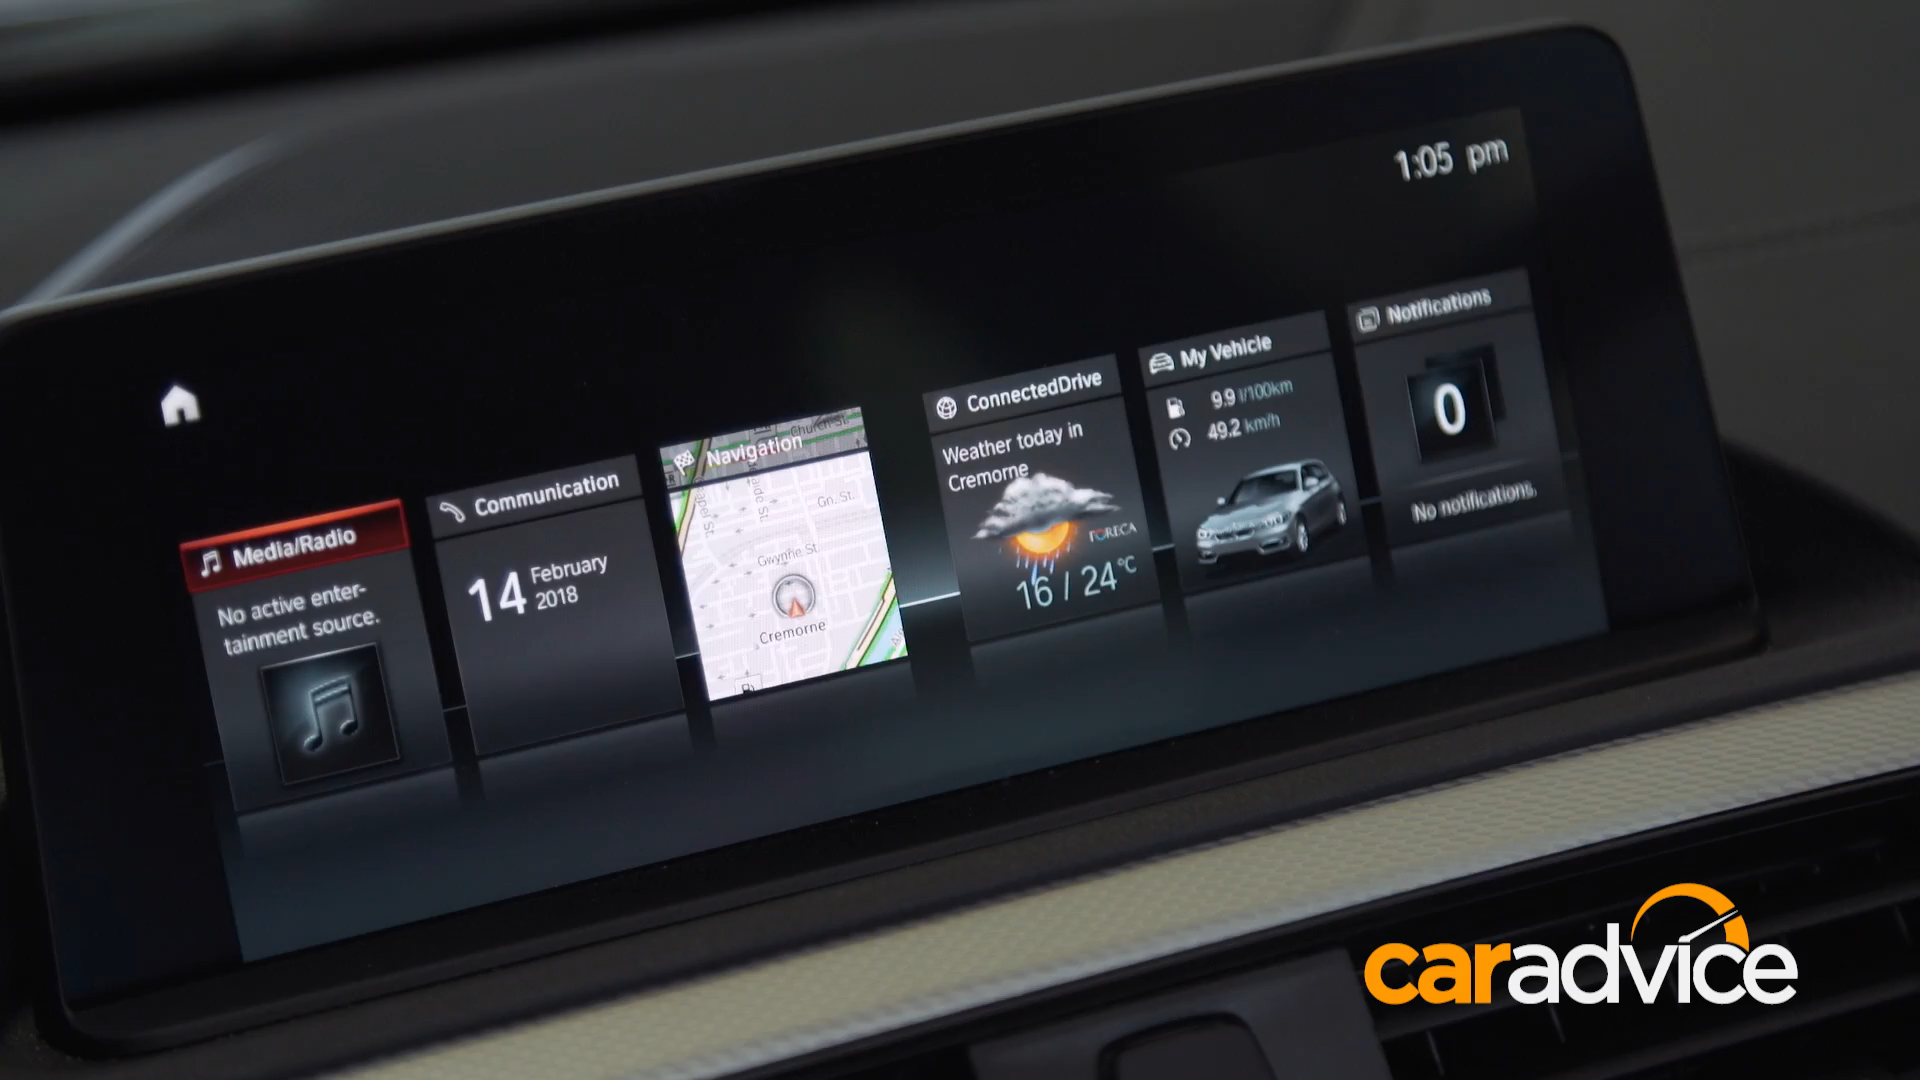 1:05 pm
Media/Radio
No active enter-
tainment source.
Communication
14 February
2018
Navigation
Church St.
Gn. St.
Gwynne St.
Cremorne
ConnectedDrive
Weather today in
Cremorne
FORECA
16 / 24°C
My Vehicle
9.9 l/100km
49.2 km/h
Notifications
0
No notifications.
caradvice